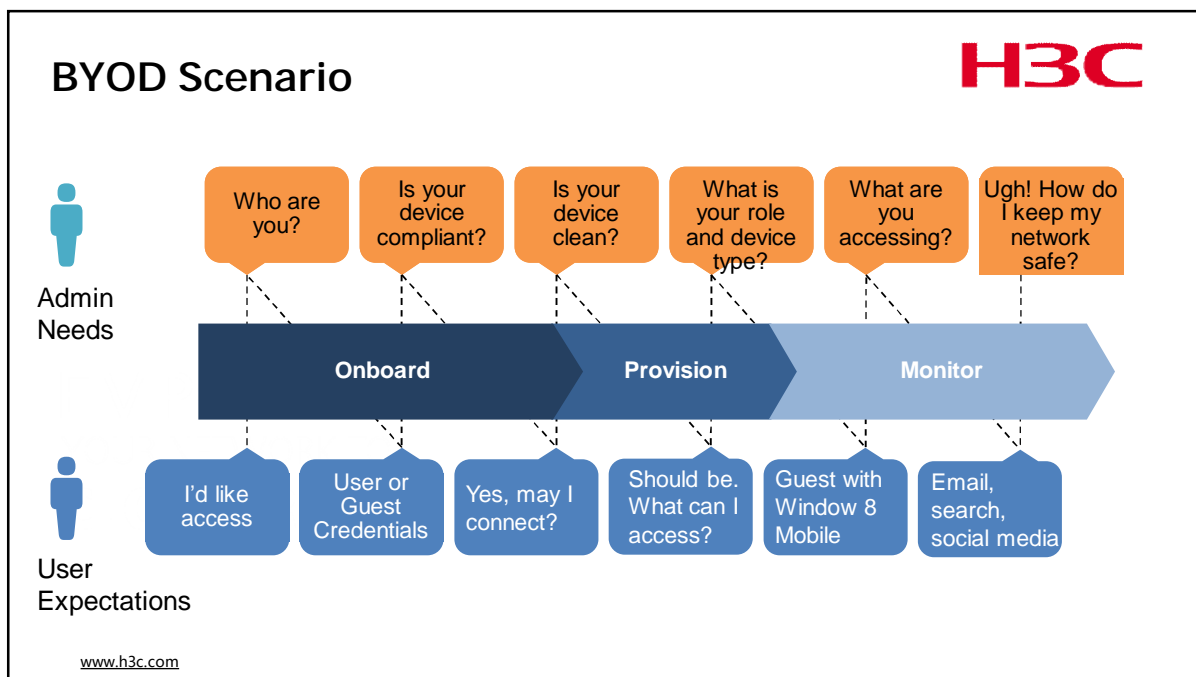 BYOD Scenario
H3C
Who are
you?
Is your
device
compliant?
Is your
device
clean?
What is
your role
and device
type?
What are
you
accessing?
Ugh! How do
I keep my
network
safe?
Admin
Needs
Onboard
Provision
Monitor
I'd like
access
User or
Guest
Credentials
Yes, may I
connect?
Should be.
What can I
access?
Guest with
Window 8
Mobile
Email,
search,
social media
User
Expectations
www.h3c.com